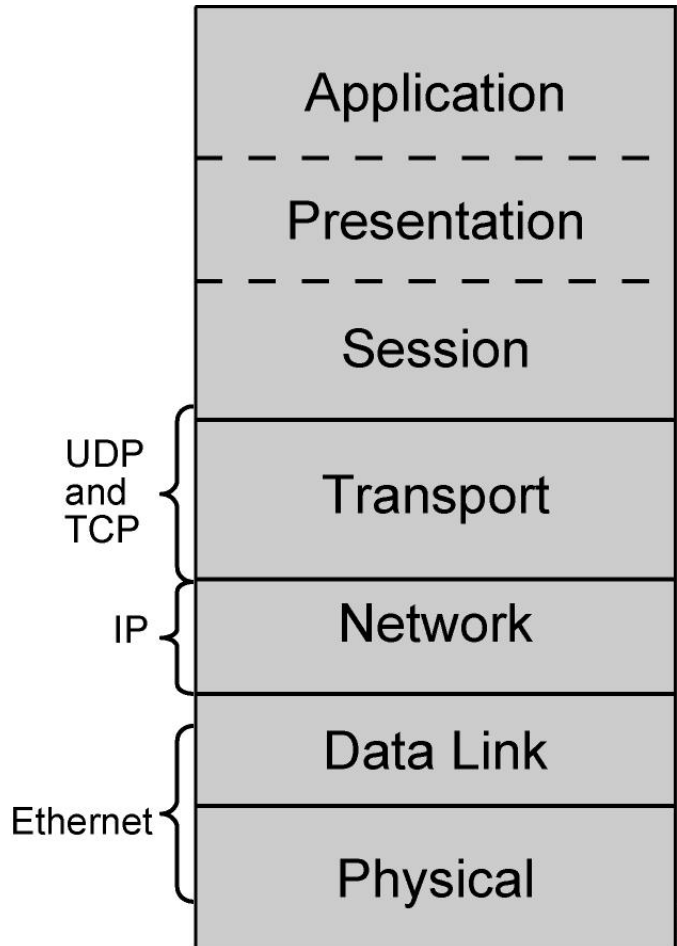 Application
Presentation
Session
UDP
and
TCP
Transport
IP
Network
Data Link
Ethernet
Physical